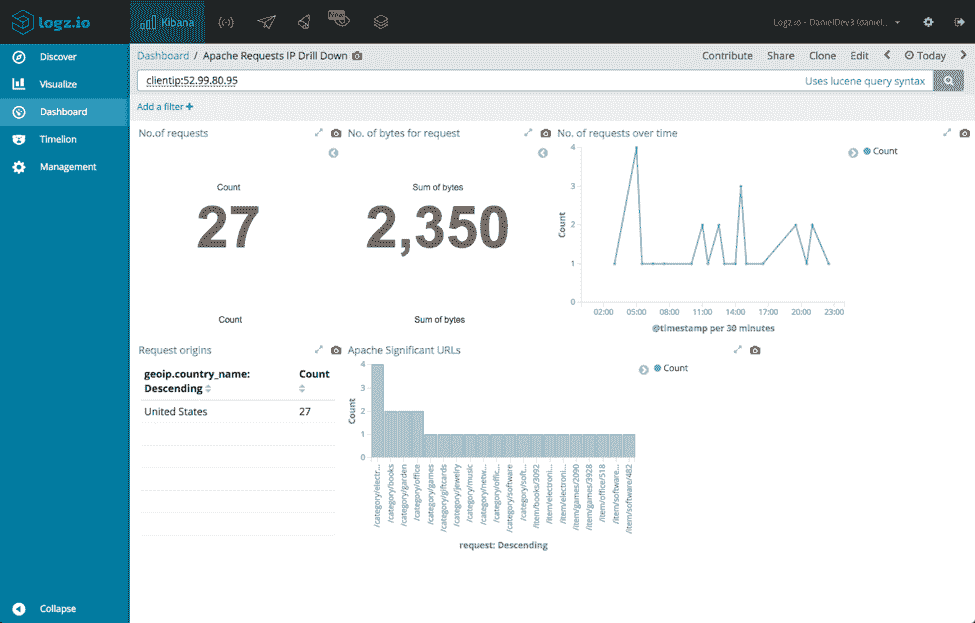 logz.io
Kibana
New
Logz.io - DanielDev3 (daniel...
Discover
Visualize
Dashboard
Timelion
Management
Collapse
Dashboard / Apache Requests IP Drill Down
Contribute Share Clone Edit Today
clientip:52.99.80.95
Uses lucene query syntax
Add a filter +
No.of requests
Count
27
Count
No. of bytes for request
Sum of bytes
2,350
Sum of bytes
No. of requests over time
Count
Count
4
3
2
1
0
02:00 05:00 08:00 11:00 14:00 17:00 20:00 23:00
@timestamp per 30 minutes
Request origins
geoip.country_name:
Descending
Count
United States 27
Apache Significant URLs
Count
Count
4
3
2
1
0
/category/electr...
/category/books
/category/garden
/category/office
/category/games
/category/giftcards
/category/jewelry
/category/music
/category/netw...
/category/offic...
/category/software
/category/soft...
/item/books/3092
/item/electroni...
/item/electroni...
/item/games/2090
/item/games/3928
/item/office/518
/item/software...
/item/software/482
request: Descending